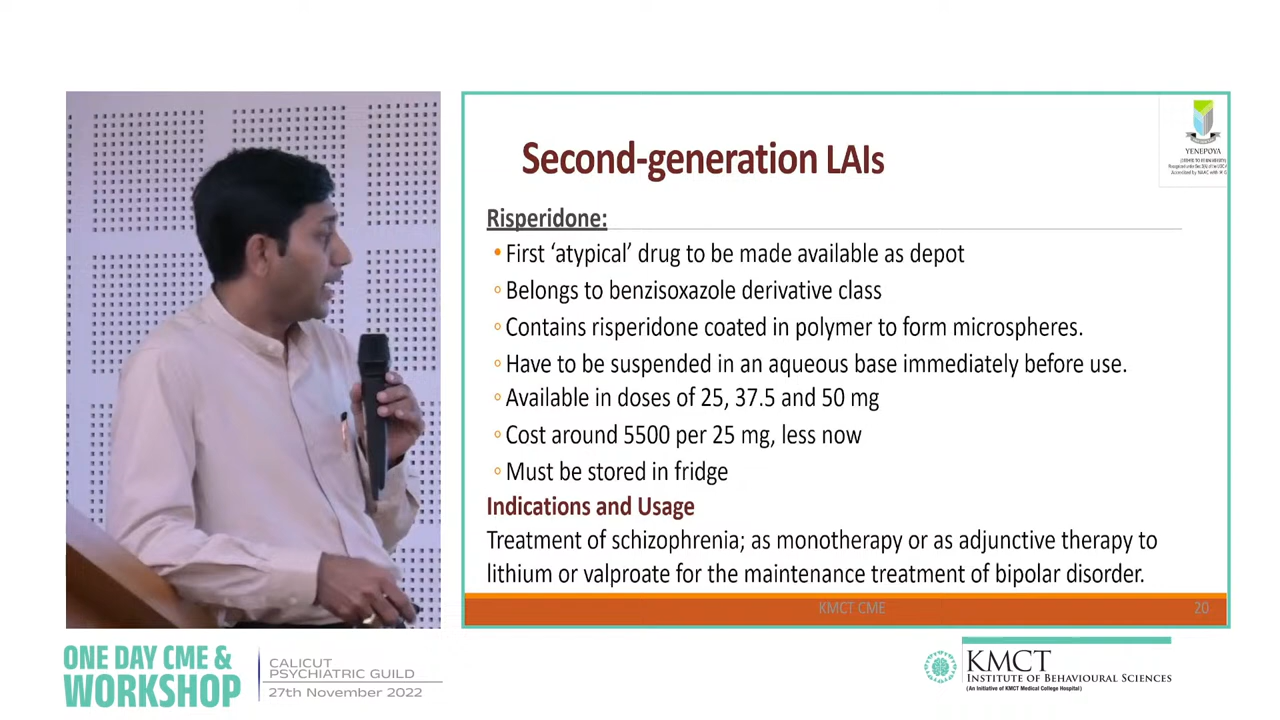 Second-generation LAIs
YENEPOYA
Risperidone:
• First ‘atypical’ drug to be made available as depot
◦ Belongs to benzisoxazole derivative class
◦ Contains risperidone coated in polymer to form microspheres.
◦ Have to be suspended in an aqueous base immediately before use.
◦ Available in doses of 25, 37.5 and 50 mg
◦ Cost around 5500 per 25 mg, less now
◦ Must be stored in fridge
Indications and Usage
Treatment of schizophrenia; as monotherapy or as adjunctive therapy to
lithium or valproate for the maintenance treatment of bipolar disorder.
KMCT CME 20
ONE DAY CME &
WORKSHOP
CALICUT
PSYCHIATRIC GUILD
27th November 2022
KMCT
INSTITUTE OF BEHAVIOURAL SCIENCES
(An Initiative of KMCT Medical College Hospital)